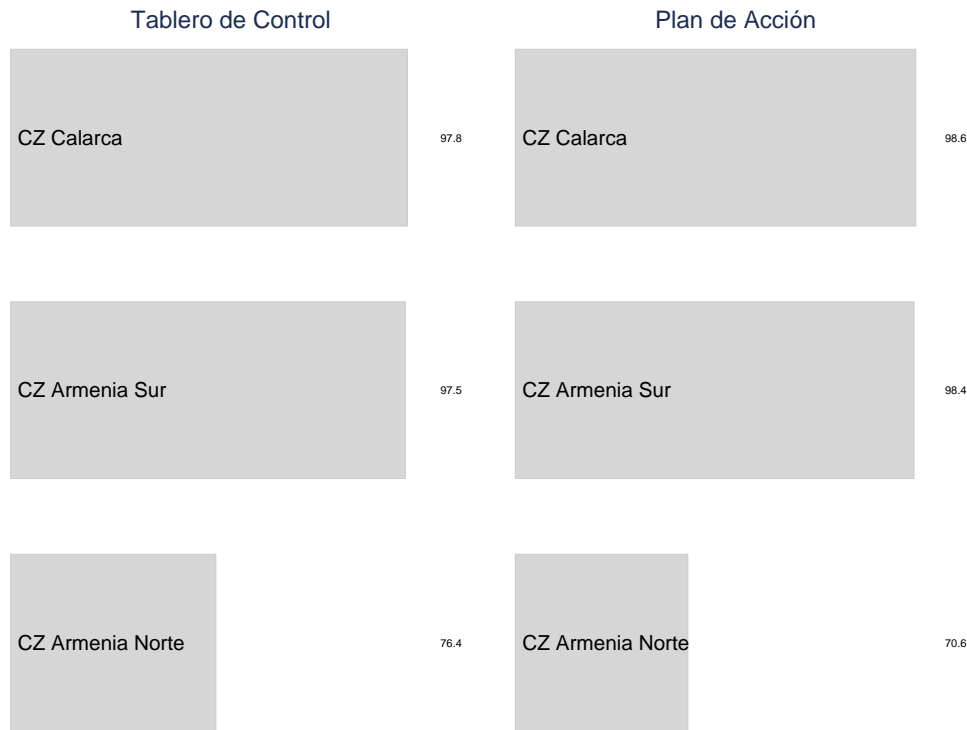 Tablero de Control
CZ Calarca
97.8
CZ Armenia Sur
97.5
CZ Armenia Norte
76.4
Plan de Acción
CZ Calarca
98.6
CZ Armenia Sur
98.4
CZ Armenia Norte
70.6